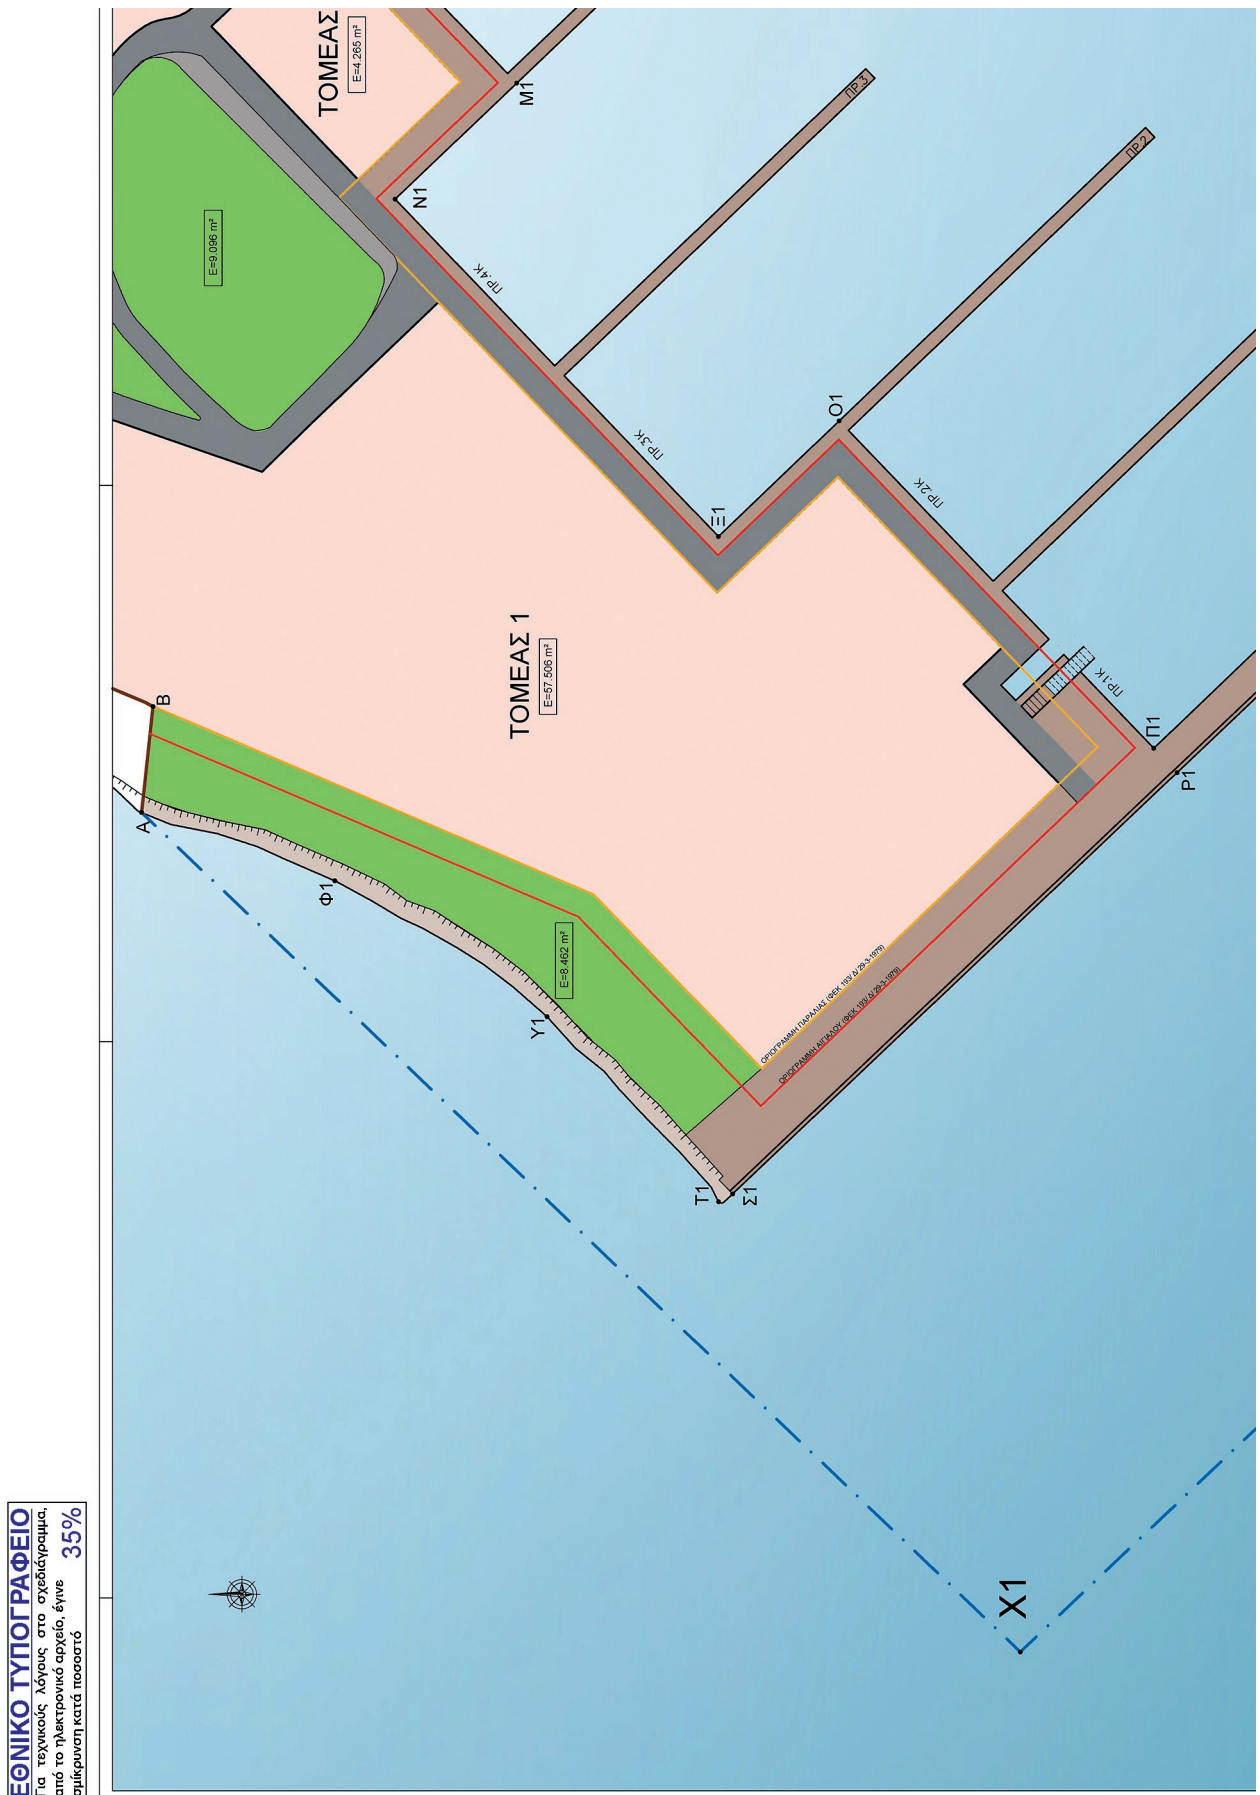 ΕΘΝΙΚΟ ΤΥΠΟΓΡΑΦΕΙΟ
Για τεχνικούς λόγους στο σχεδιάγραμμα,
από το ηλεκτρονικό αρχείο, έγινε
σμίκρυνση κατά ποσοστό 35%
ΤΟΜΕΑΣ
Ε=4.265 m²
Ε=9.096 m²
Μ1
Ν1
ΠΡ.3
ΠΡ.2
ΠΡ.4Κ
ΠΡ.3Κ
Ο1
Ξ1
ΠΡ.2Κ
ΤΟΜΕΑΣ 1
Ε=57.506 m²
Β
Α
Φ1
Ε=8.462 m²
Υ1
ΠΡ.1Κ
Π1
Ρ1
ΟΡΙΟΓΡΑΜΜΗ ΠΑΡΑΛΙΑΣ (ΦΕΚ 193/ Δ/ 29-3-1979)
ΟΡΙΟΓΡΑΜΜΗ ΑΙΓΙΑΛΟΥ (ΦΕΚ 193/ Δ/ 29-3-1979)
Τ1
Σ1
Χ1